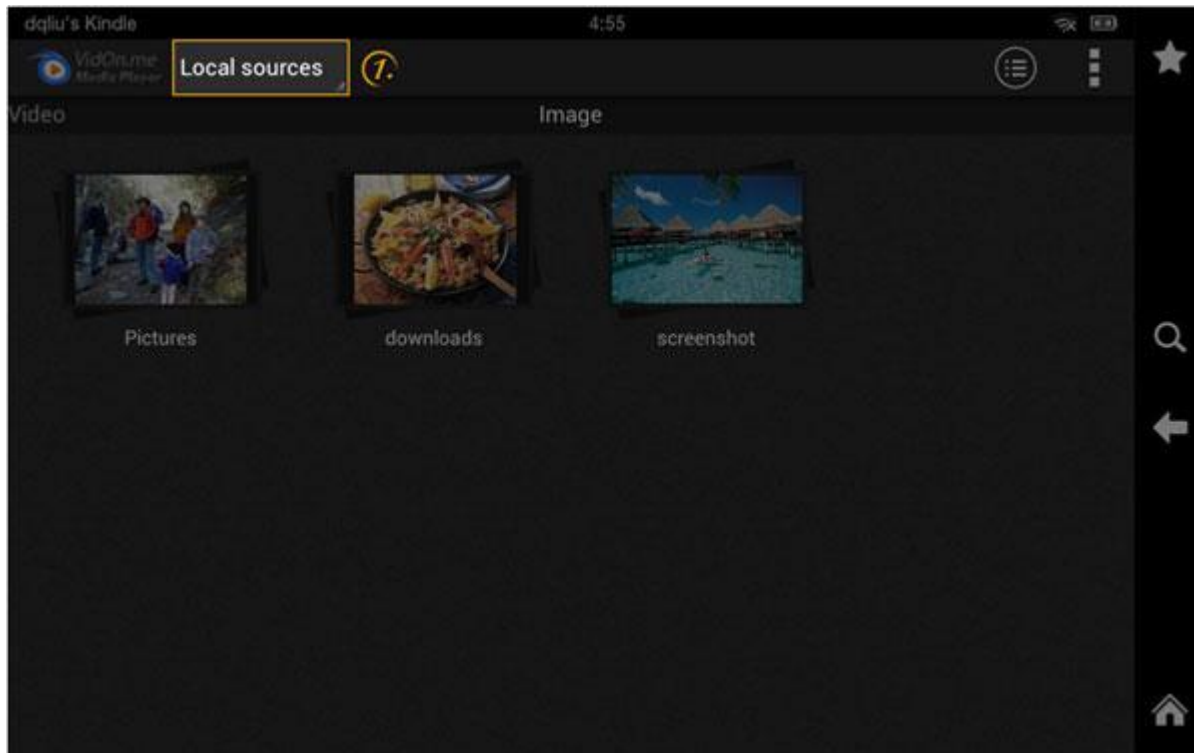 dqliu's Kindle 4:55
VidOn.me
Media Player
Local sources
1.
Video Image
Pictures downloads screenshot